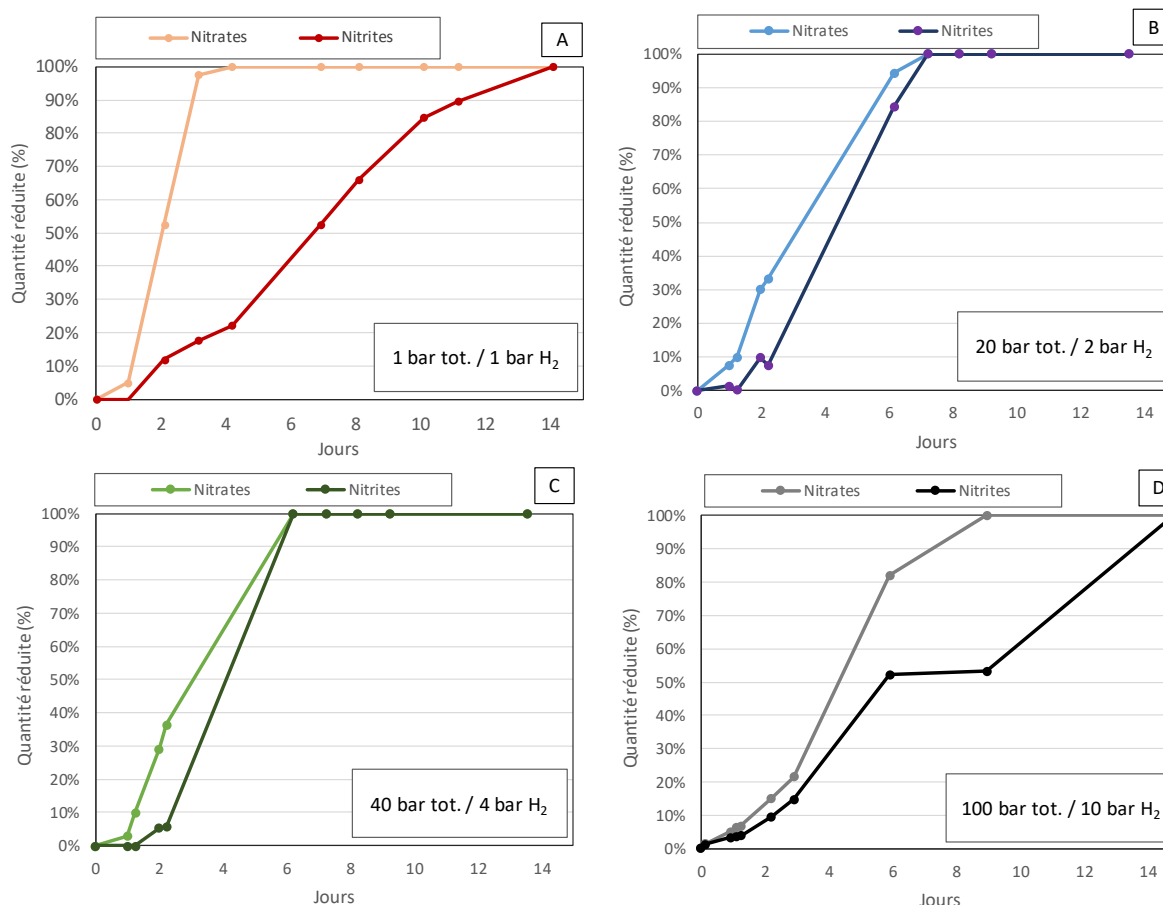 Nitrates Nitrites
A
Quantité réduite (%)
100%
90%
80%
70%
60%
50%
40%
30%
20%
10%
0%
1 bar tot. / 1 bar H₂
0 2 4 6 8 10 12 14
Jours
Nitrates Nitrites
B
Quantité réduite (%)
100%
90%
80%
70%
60%
50%
40%
30%
20%
10%
0%
20 bar tot. / 2 bar H₂
0 2 4 6 8 10 12 14
Jours
Nitrates Nitrites
C
Quantité réduite (%)
100%
90%
80%
70%
60%
50%
40%
30%
20%
10%
0%
40 bar tot. / 4 bar H₂
0 2 4 6 8 10 12 14
Jours
Nitrates Nitrites
D
Quantité réduite (%)
100%
90%
80%
70%
60%
50%
40%
30%
20%
10%
0%
100 bar tot. / 10 bar H₂
0 2 4 6 8 10 12 14
Jours